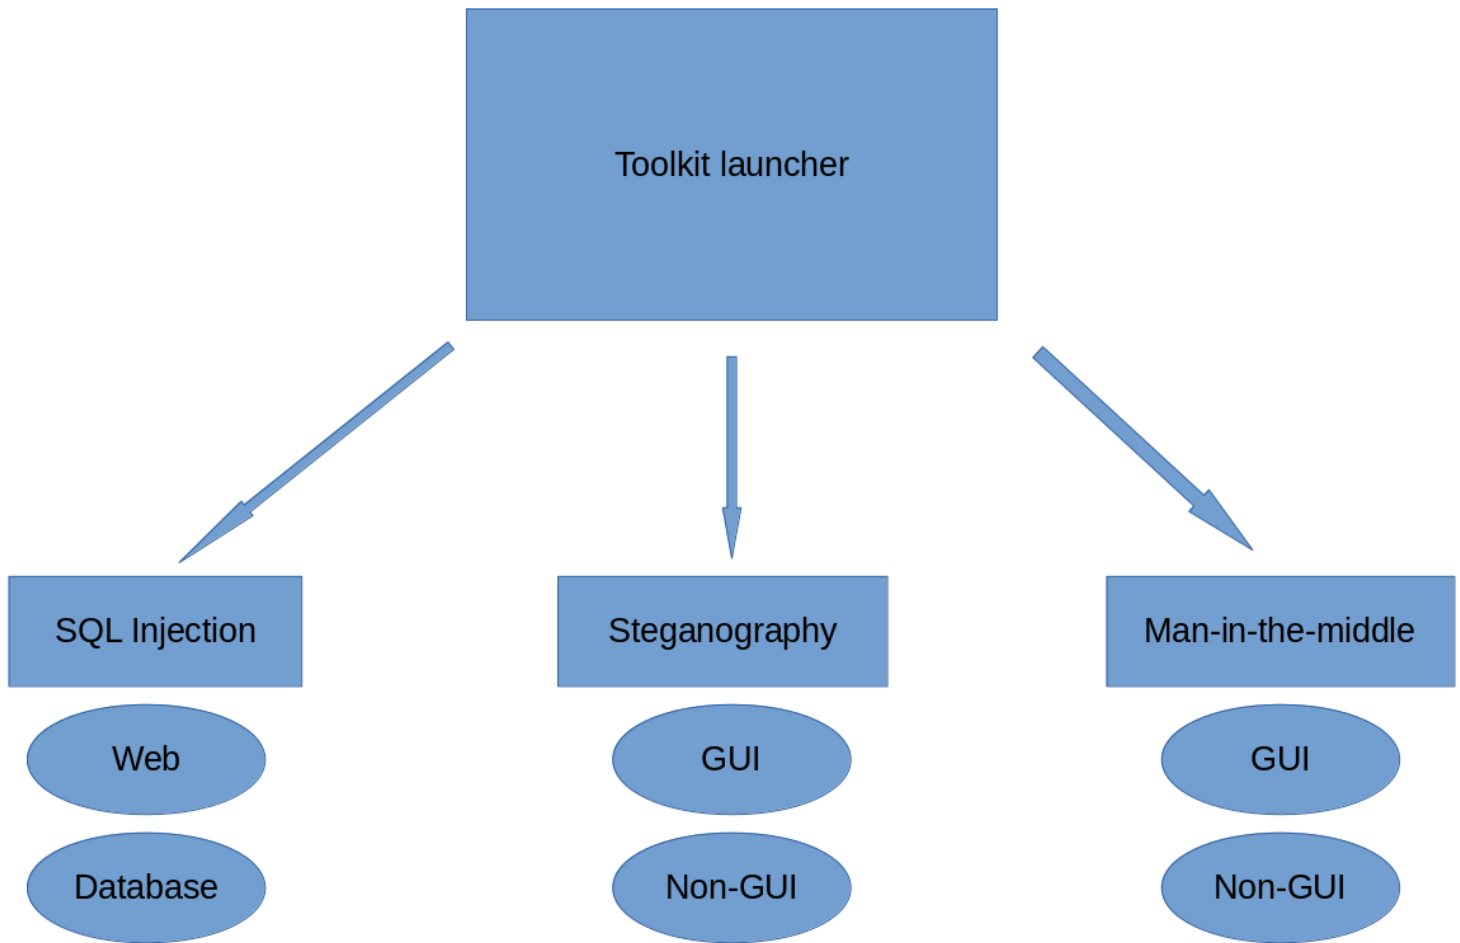 Toolkit launcher
SQL Injection
Steganography
Man-in-the-middle
Web
GUI
GUI
Database
Non-GUI
Non-GUI